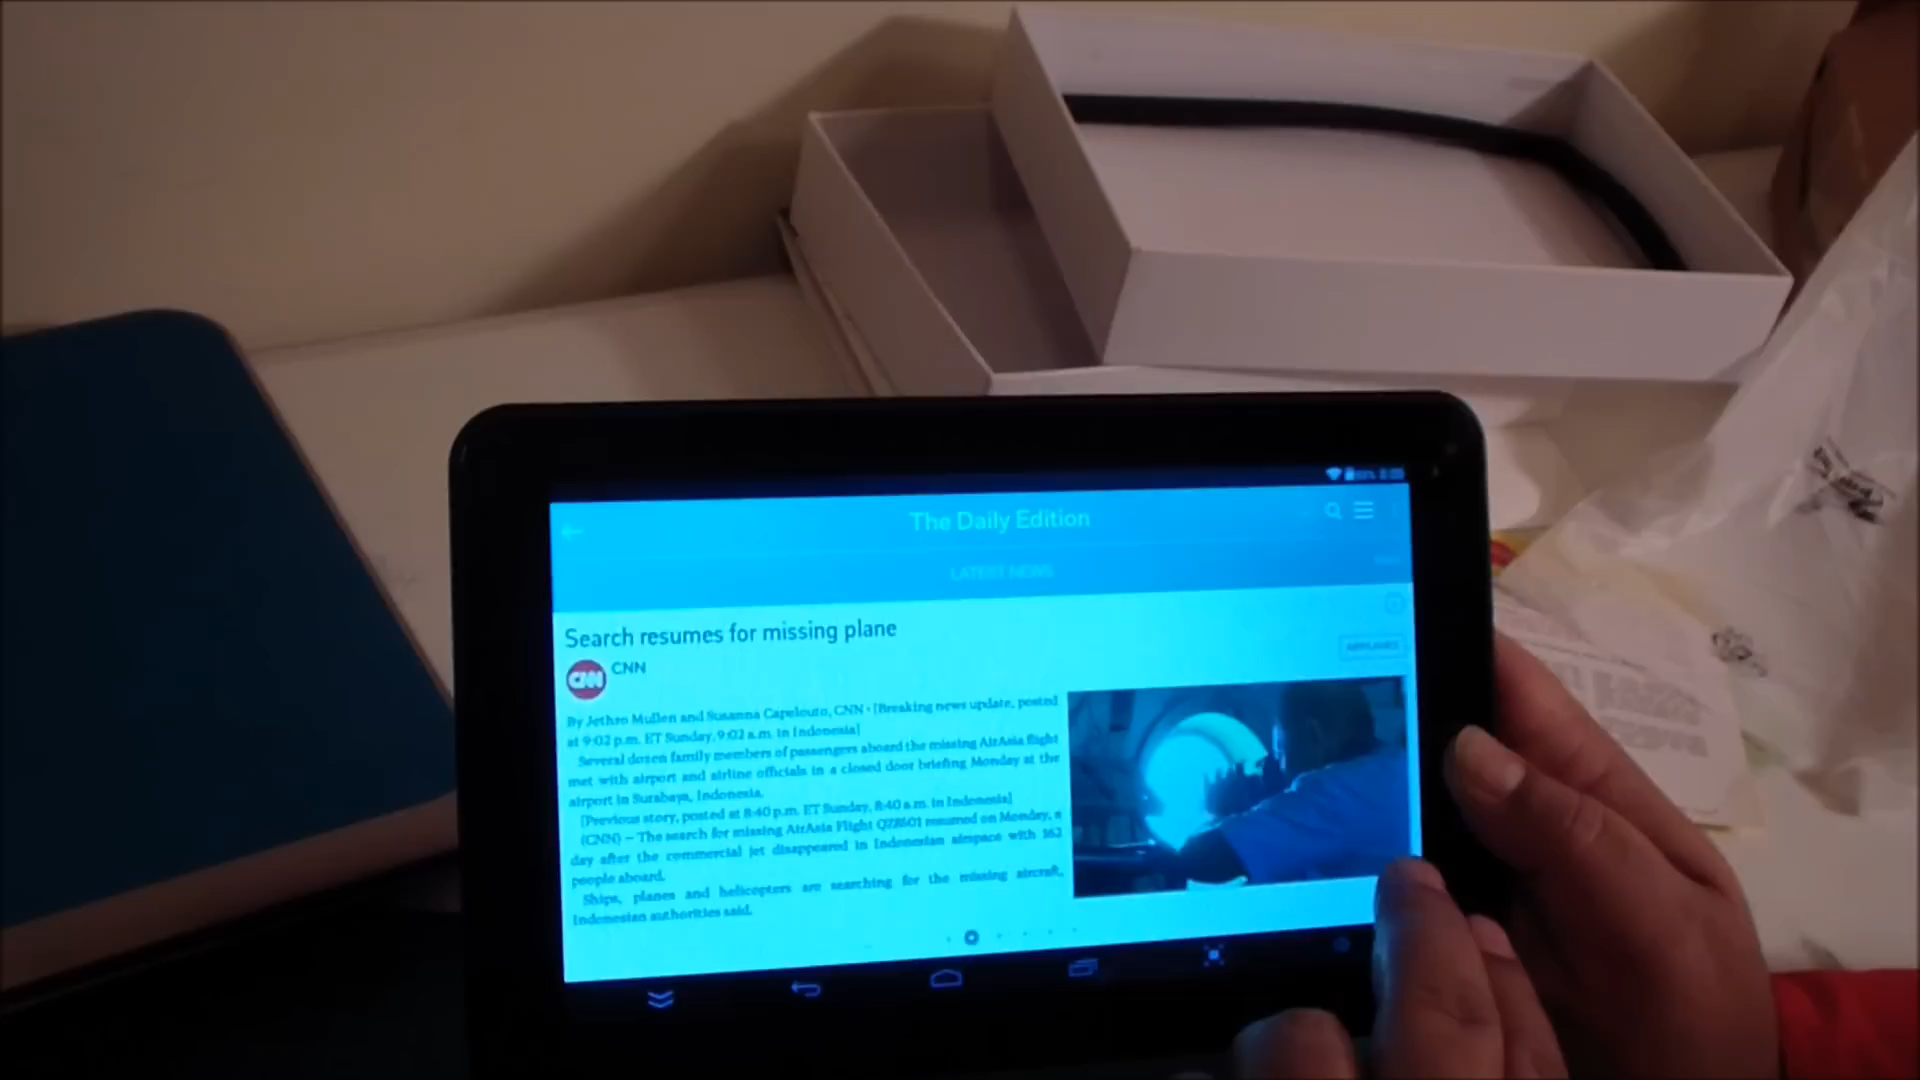 The Daily Edition
LATEST NEWS
Search resumes for missing plane
CNN
CNN
AIRPLANES
By Jethro Mullen and Susanna Capelouto, CNN - [Breaking news update, posted
at 9:02 p.m. ET Sunday, 9:02 a.m. in Indonesia]
Several dozen family members of passengers aboard the missing AirAsia flight
met with airport and airline officials in a closed door briefing Monday at the
airport in Surabaya, Indonesia.
[Previous story, posted at 8:40 p.m. ET Sunday, 8:40 a.m. in Indonesia]
(CNN) — The search for missing AirAsia Flight QZ8501 resumed on Monday, a
day after the commercial jet disappeared in Indonesian airspace with 162
people aboard.
Ships, planes and helicopters are searching for the missing aircraft,
Indonesian authorities said.